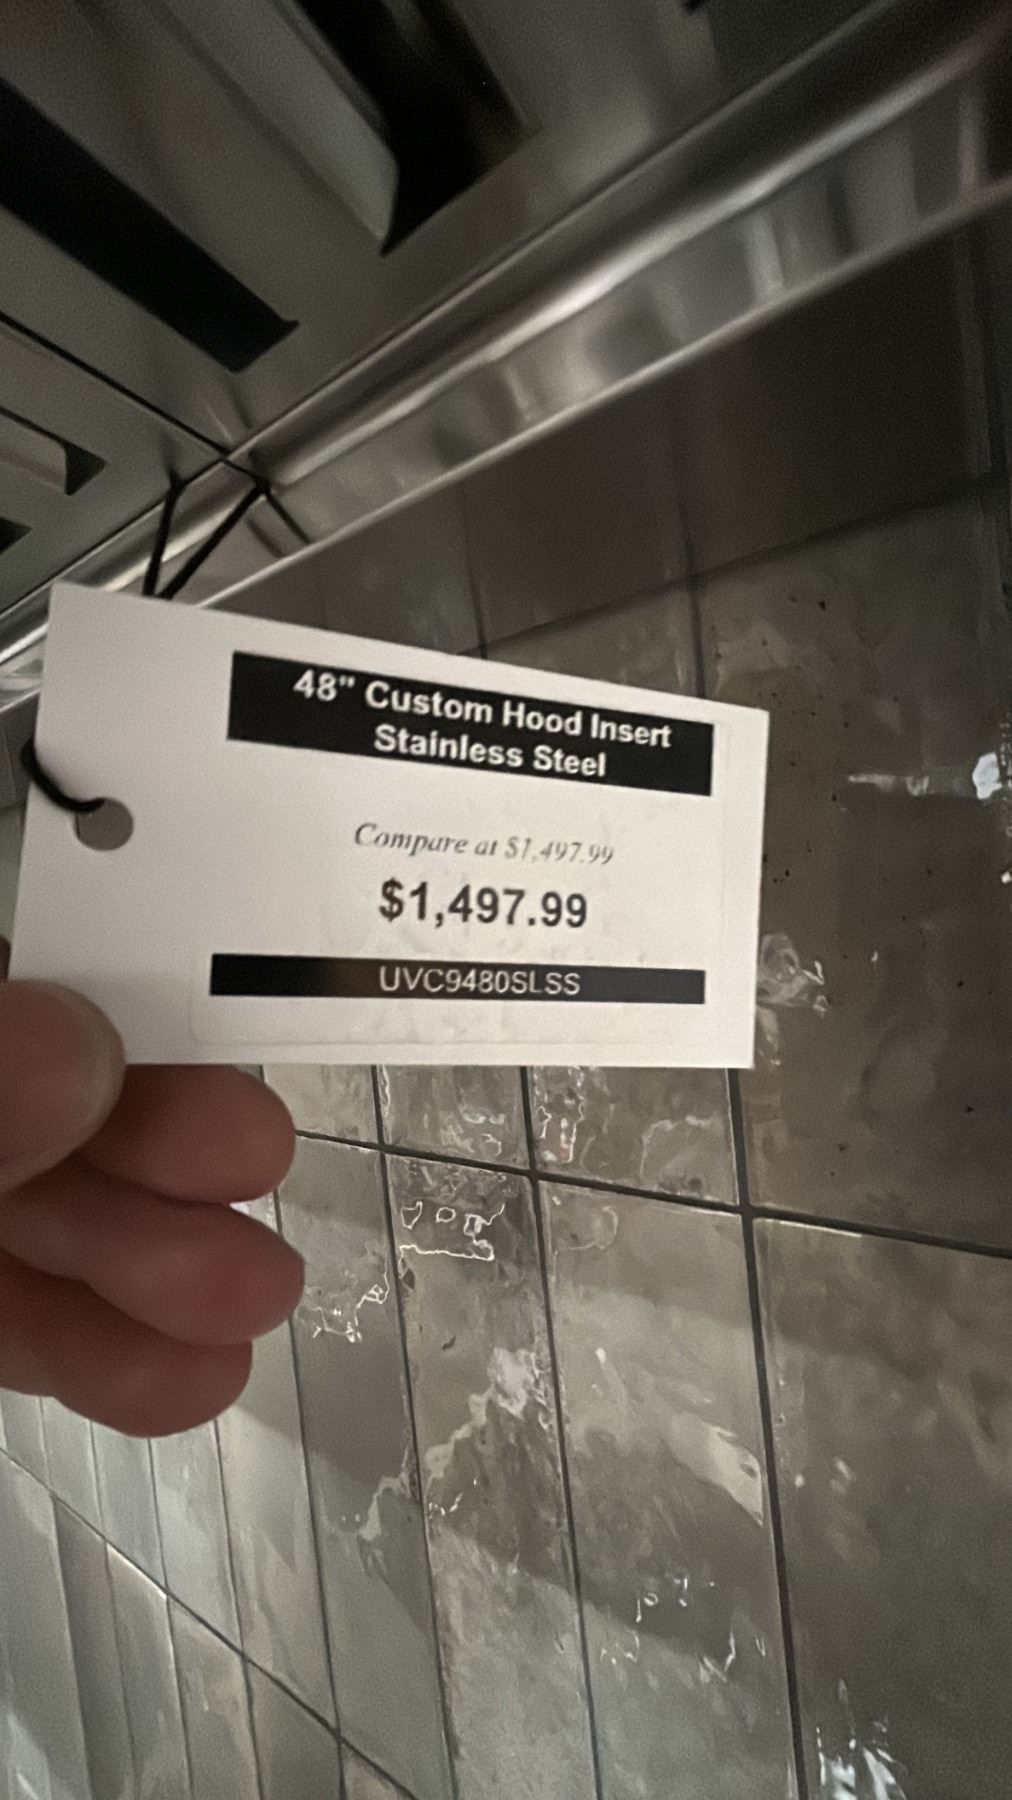 48" Custom Hood Insert
Stainless Steel
Compare at $1,497.99
$1,497.99
UVC9480SLSS